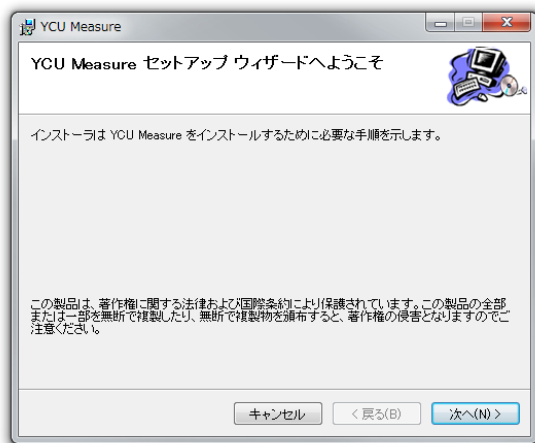 YCU Measure
YCU Measure セットアップ ウィザードへようこそ
インストーラは YCU Measure をインストールするために必要な手順を示します。
この製品は、著作権に関する法律および国際条約により保護されています。この製品の全部
または一部を無断で複製したり、無断で複製物を頒布すると、著作権の侵害となりますのでご
注意ください。
キャンセル
< 戻る(B)
次へ(N) >